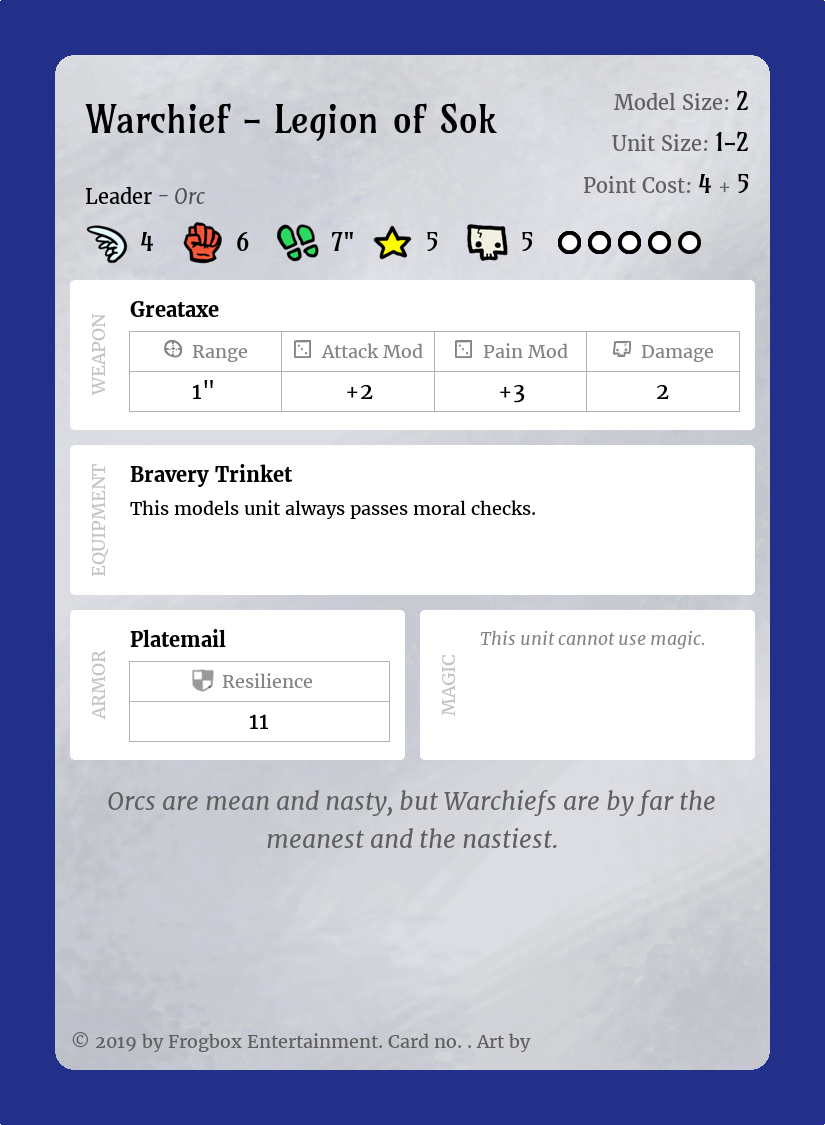 Warchief – Legion of Sok
Model Size: 2
Unit Size: 1–2
Point Cost: 4 + 5
Leader – Orc
4 6 7" 5 5
WEAPON
Greataxe
Range Attack Mod Pain Mod Damage
1" +2 +3 2
EQUIPMENT
Bravery Trinket
This models unit always passes moral checks.
ARMOR
Platemail
Resilience
11
MAGIC
This unit cannot use magic.
Orcs are mean and nasty, but Warchiefs are by far the
meanest and the nastiest.
© 2019 by Frogbox Entertainment. Card no. . Art by